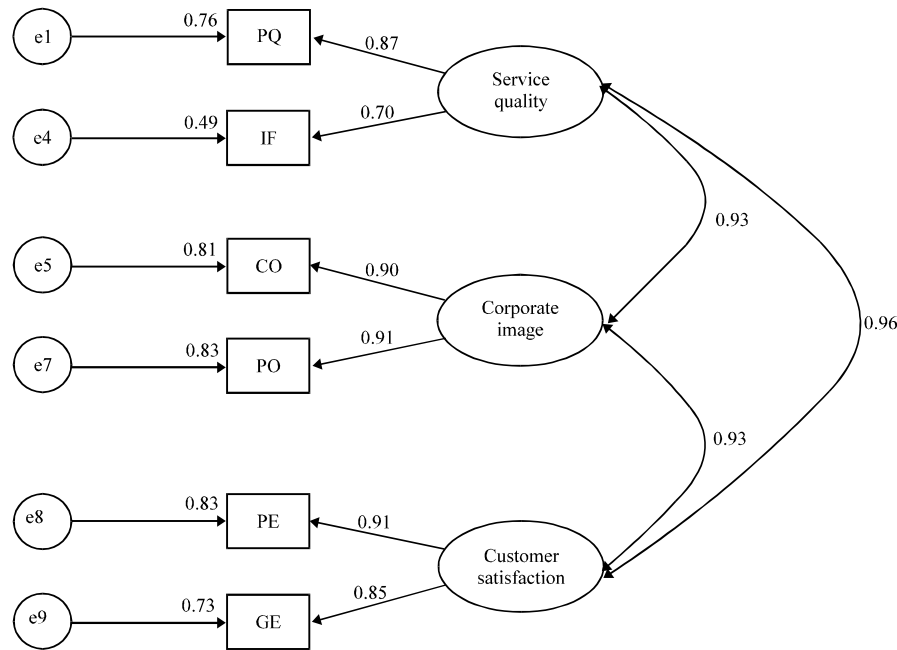 e1
0.76
PQ
0.87
Service
quality
e4
0.49
IF
0.70
0.93
e5
0.81
CO
0.90
Corporate
image
0.96
e7
0.83
PO
0.91
0.93
e8
0.83
PE
0.91
Customer
satisfaction
e9
0.73
GE
0.85